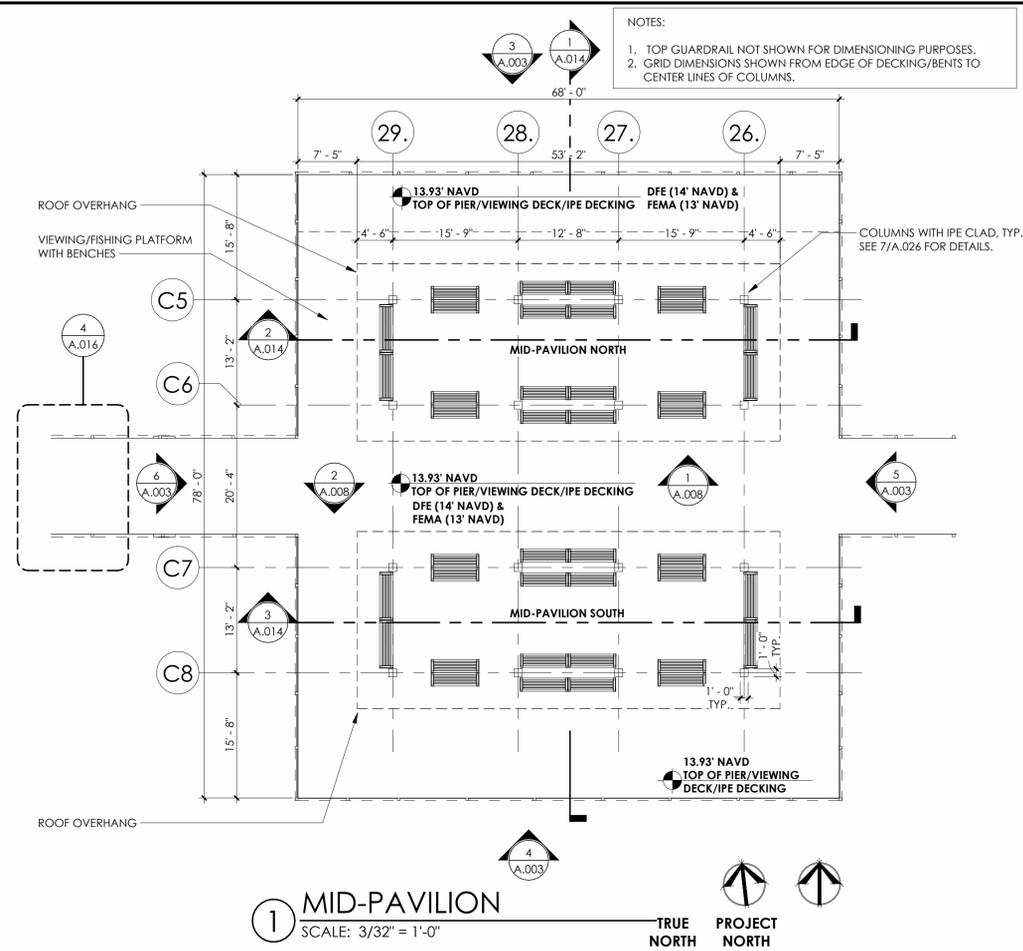 NOTES:
1. TOP GUARDRAIL NOT SHOWN FOR DIMENSIONING PURPOSES.
2. GRID DIMENSIONS SHOWN FROM EDGE OF DECKING/BENTS TO
CENTER LINES OF COLUMNS.
3
A.003
1
A.014
68' - 0"
29.
28.
27.
26.
7' - 5"
53' - 2"
7' - 5"
13.93' NAVD
TOP OF PIER/VIEWING DECK/IPE DECKING
DFE (14' NAVD) &
FEMA (13' NAVD)
ROOF OVERHANG
VIEWING/FISHING PLATFORM
WITH BENCHES
4' - 6"
15' - 9"
12' - 8"
15' - 9"
4' - 6"
COLUMNS WITH IPE CLAD, TYP.
SEE 7/A.026 FOR DETAILS.
15' - 8"
C5
4
A.016
2
A.014
13' - 2"
MID-PAVILION NORTH
C6
6
A.003
78' - 0"
20' - 4"
2
A.008
13.93' NAVD
TOP OF PIER/VIEWING DECK/IPE DECKING
DFE (14' NAVD) &
FEMA (13' NAVD)
1
A.008
5
A.003
C7
3
A.014
13' - 2"
MID-PAVILION SOUTH
1' - 0"
TYP.
C8
1' - 0"
TYP.
15' - 8"
13.93' NAVD
TOP OF PIER/VIEWING
DECK/IPE DECKING
ROOF OVERHANG
4
A.003
1
MID-PAVILION
SCALE: 3/32" = 1'-0"
TRUE
NORTH
PROJECT
NORTH